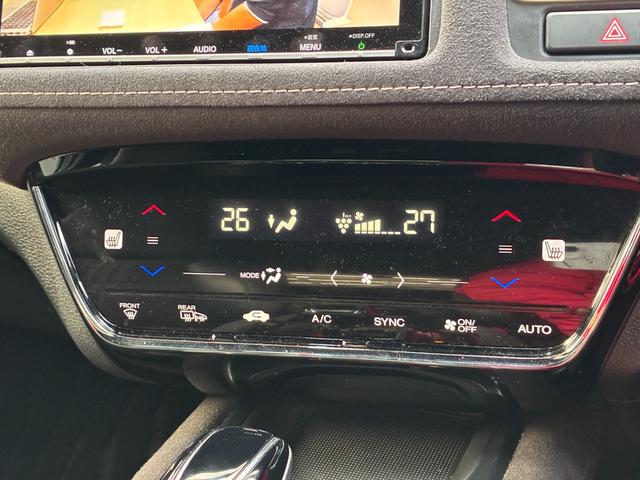 VOL− VOL+ AUDIO 現在地 MENU
DISP.OFF
26 27
MODE
FRONT REAR
A/C SYNC ON/OFF AUTO